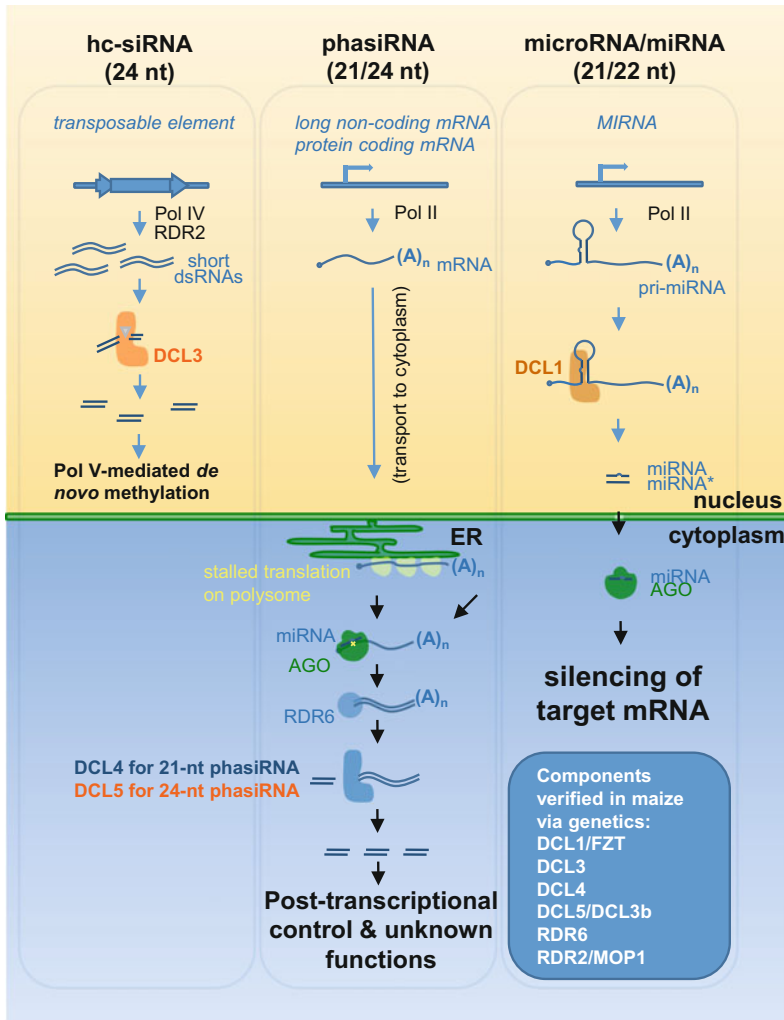 hc-siRNA
(24 nt)
transposable element
Pol IV
RDR2
short
dsRNAs
DCL3
Pol V-mediated de
novo methylation
phasiRNA
(21/24 nt)
long non-coding mRNA
protein coding mRNA
Pol II
(A)n mRNA
(transport to cytoplasm)
microRNA/miRNA
(21/22 nt)
MIRNA
Pol II
(A)n
pri-miRNA
DCL1
(A)n
miRNA
miRNA*
nucleus
cytoplasm
ER
stalled translation
on polysome
(A)n
miRNA
(A)n
AGO
RDR6
(A)n
DCL4 for 21-nt phasiRNA
DCL5 for 24-nt phasiRNA
Post-transcriptional
control & unknown
functions
miRNA
AGO
silencing of
target mRNA
Components
verified in maize
via genetics:
DCL1/FZT
DCL3
DCL4
DCL5/DCL3b
RDR6
RDR2/MOP1